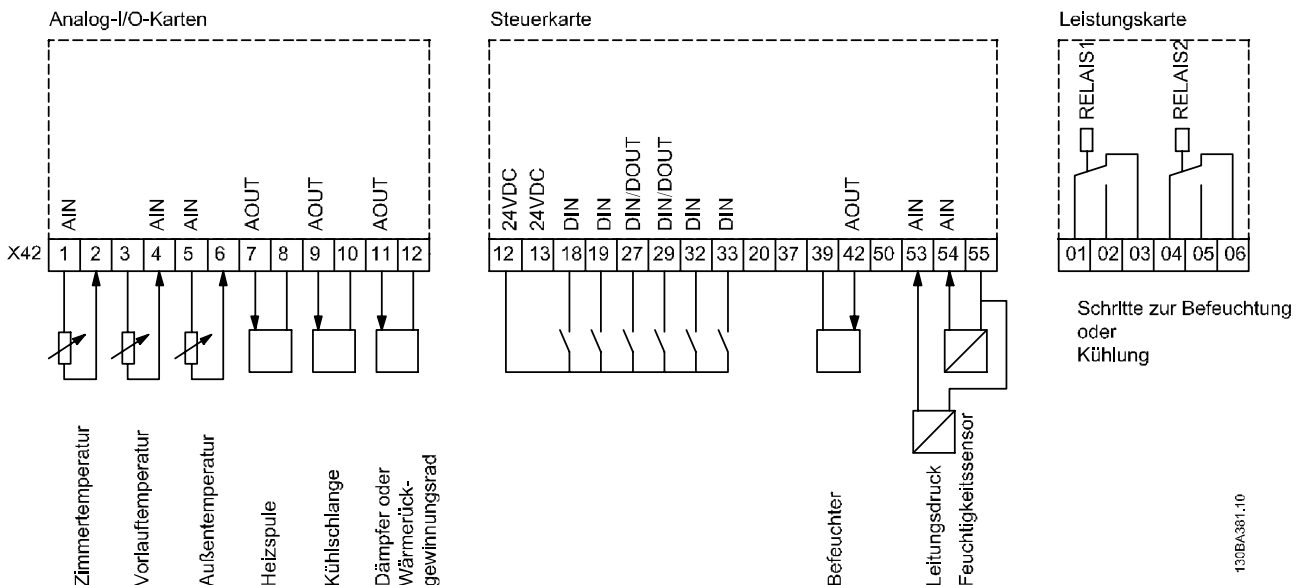 Analog-I/O-Karten
Steuerkarte
Leistungskarte
AIN
AIN
AIN
AOUT
AOUT
AOUT
24VDC
24VDC
DIN
DIN
DIN/DOUT
DIN/DOUT
DIN
DIN
AOUT
AIN
AIN
RELAIS1
RELAIS2
X42 1 2 3 4 5 6 7 8 9 10 11 12
12 13 18 19 27 29 32 33 20 37 39 42 50 53 54 55
01 02 03 04 05 06
Schritte zur Befeuchtung
oder
Kühlung
Zimmertemperatur
Vorlauftemperatur
Außentemperatur
Heizspule
Kühlschlange
Dämpfer oder
Wärmerück-
gewinnungsrad
Befeuchter
Leitungsdruck
Feuchtigkeitssensor
130BA381.10